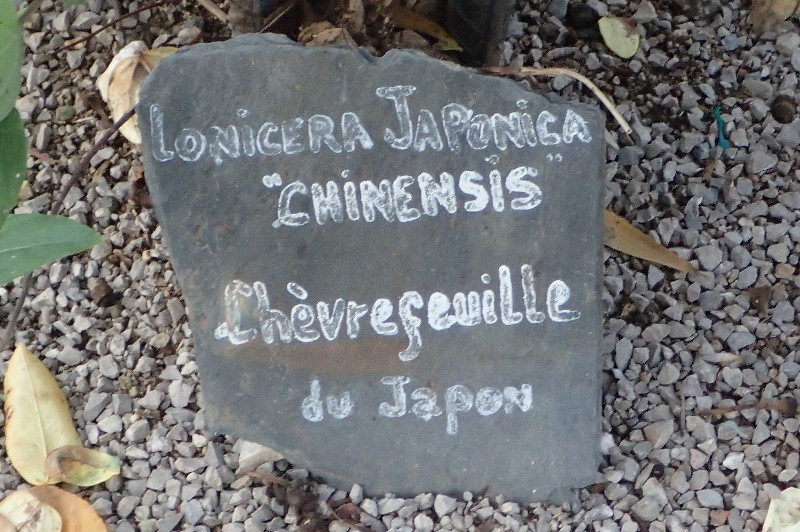 LONICERA JAPONICA
"CHINENSIS"
Chèvrefeuille
du Japon